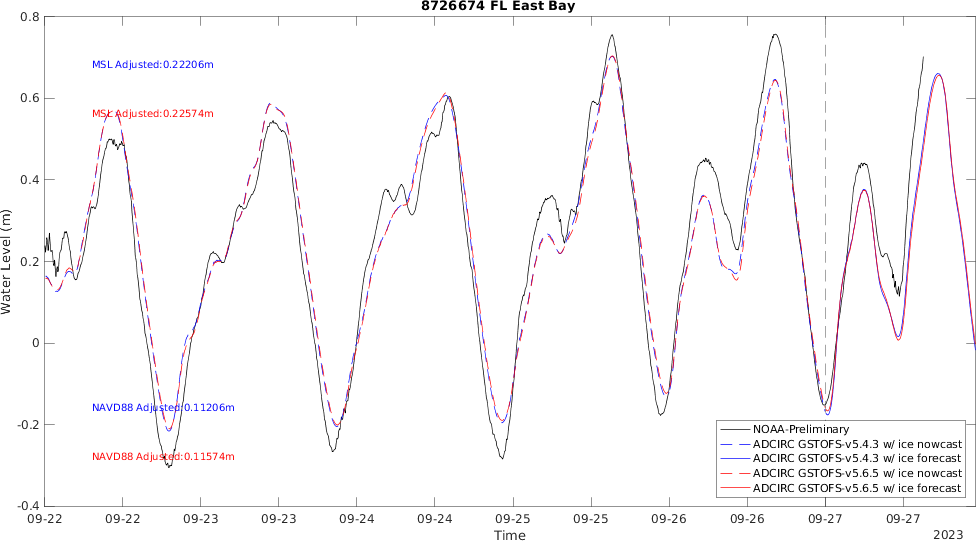 8726674 FL East Bay
0.8
0.6
0.4
0.2
0
-0.2
-0.4
Water Level (m)
MSL Adjusted:0.22206m
MSL Adjusted:0.22574m
NAVD88 Adjusted:0.11206m
NAVD88 Adjusted:0.11574m
NOAA-Preliminary
ADCIRC GSTOFS-v5.4.3 w/ ice nowcast
ADCIRC GSTOFS-v5.4.3 w/ ice forecast
ADCIRC GSTOFS-v5.6.5 w/ ice nowcast
ADCIRC GSTOFS-v5.6.5 w/ ice forecast
09-22 09-22 09-23 09-23 09-24 09-24 09-25 09-25 09-26 09-26 09-27 09-27
Time
2023